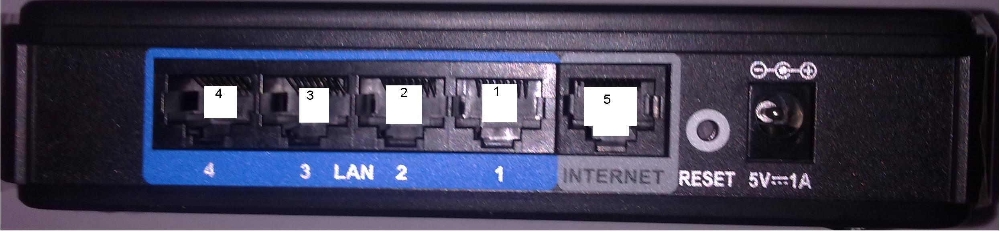 4 3 2 1 5
4 3 LAN 2 1 INTERNET RESET 5V⎓1A